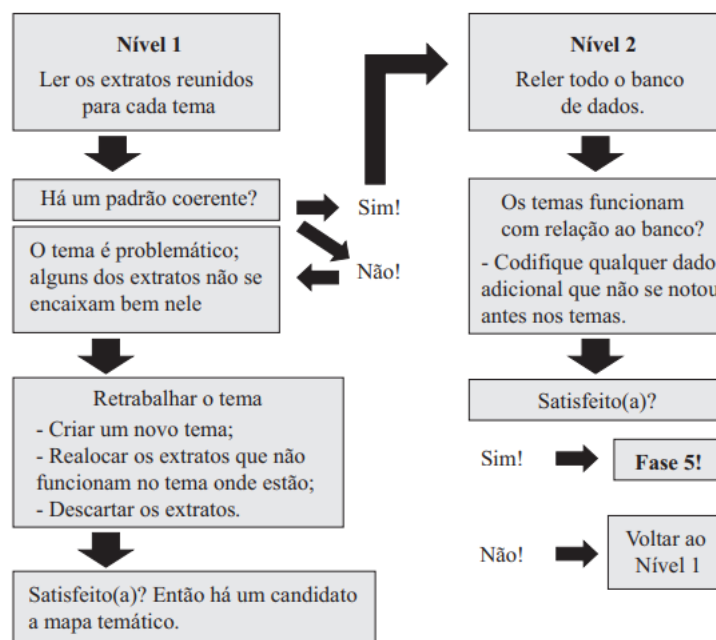 Nível 1
Ler os extratos reunidos
para cada tema
Há um padrão coerente?
Sim!
Não!
O tema é problemático;
alguns dos extratos não se
encaixam bem nele
Retrabalhar o tema
- Criar um novo tema;
- Realocar os extratos que não
funcionam no tema onde estão;
- Descartar os extratos.
Satisfeito(a)? Então há um candidato
a mapa temático.
Nível 2
Reler todo o banco
de dados.
Os temas funcionam
com relação ao banco?
- Codifique qualquer dado
adicional que não se notou
antes nos temas.
Satisfeito(a)?
Sim!
Fase 5!
Não!
Voltar ao
Nível 1